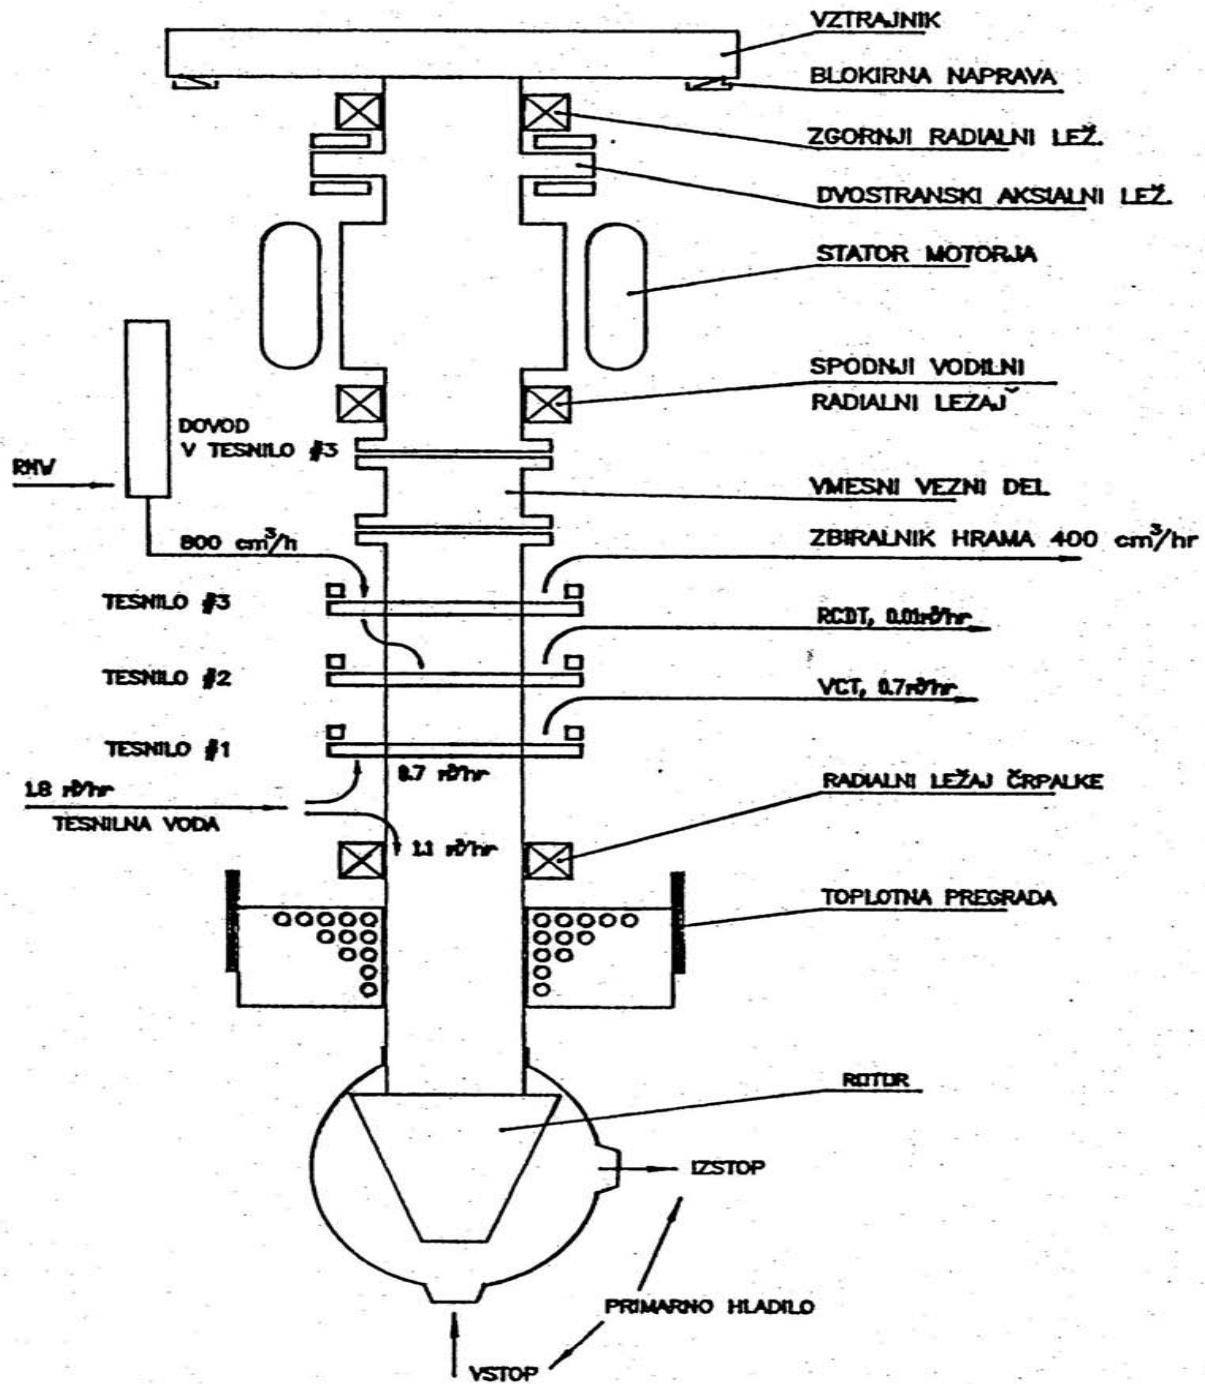 VZTRAJNIK
BLOKIRNA NAPRAVA
ZGORNJI RADIALNI LEŽ.
DVOSTRANSKI AKSIALNI LEŽ.
STATOR MOTORJA
SPODNJI VODILNI
RADIALNI LEŽAJ
DOVOD
V TESNILO #3
RMW
VMESNI VEZNI DEL
800 cm³/h
ZBIRALNIK HRAMA 400 cm³/hr
TESNILO #3
RCDT, 0.01m³/hr
TESNILO #2
VCT, 0.7m³/hr
TESNILO #1
0.7 m³/hr
1.8 m³/hr
TESNILNA VODA
RADIALNI LEŽAJ ČRPALKE
1.1 m³/hr
TOPLOTNA PREGRADA
ROTOR
IZSTOP
PRIMARNO HLADILO
VSTOP